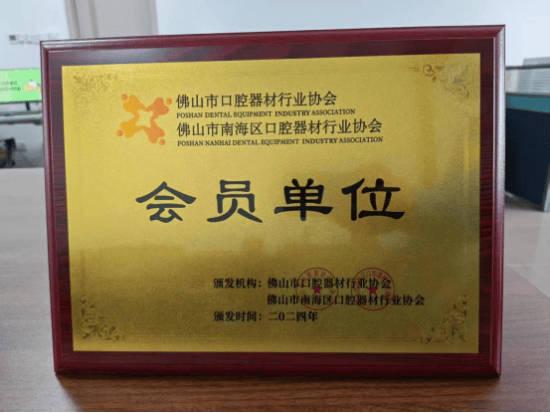 佛山市口腔器材行业协会
FOSHAN DENTAL EQUIPMENT INDUSTRY ASSOCIATION
佛山市南海区口腔器材行业协会
FOSHAN NANHAI DENTAL EQUIPMENT INDUSTRY ASSOCIATION
会员单位
颁发机构：佛山市口腔器材行业协会
佛山市南海区口腔器材行业协会
颁发时间：二〇二四年